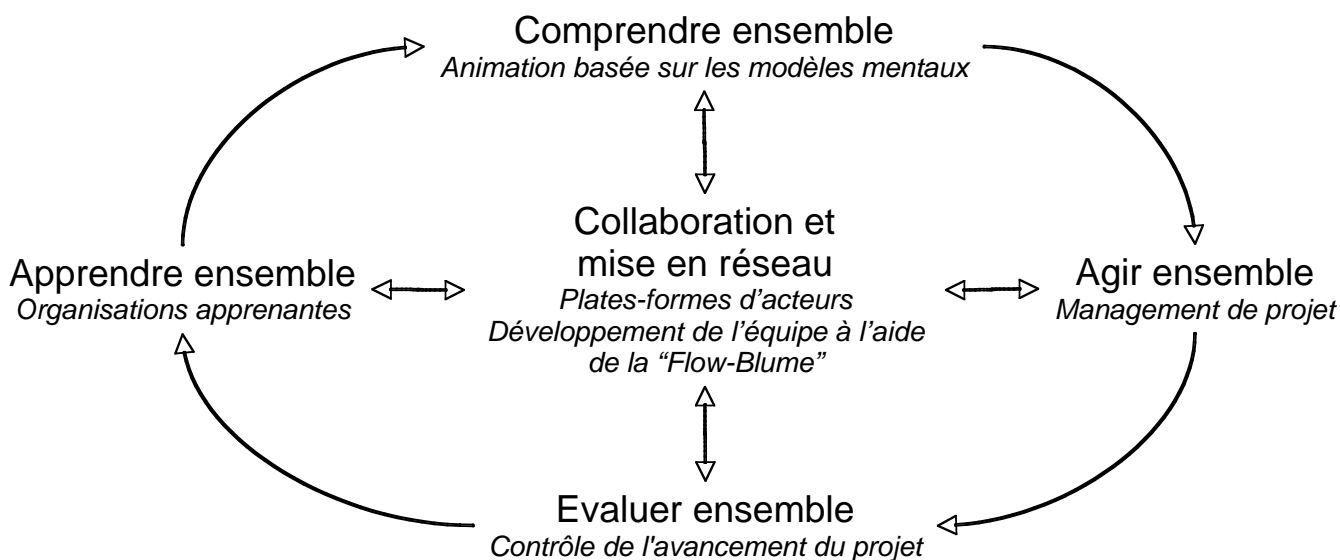 Comprendre ensemble
Animation basée sur les modèles mentaux
Collaboration et
mise en réseau
Plates-formes d’acteurs
Développement de l’équipe à l’aide
de la “Flow-Blume”
Apprendre ensemble
Organisations apprenantes
Agir ensemble
Management de projet
Evaluer ensemble
Contrôle de l'avancement du projet